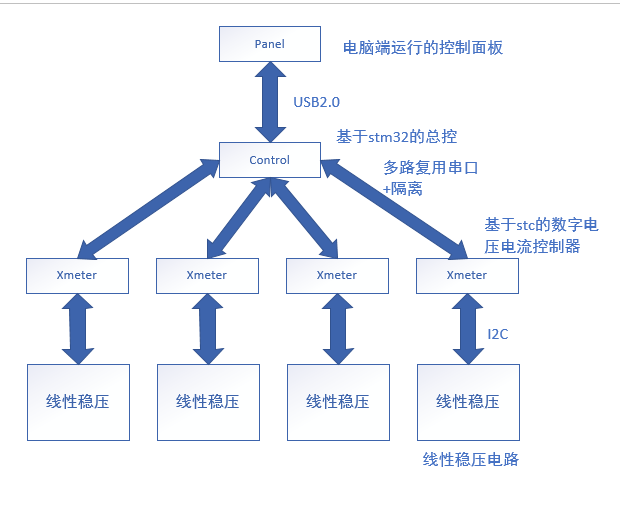 Panel
电脑端运行的控制面板
USB2.0
基于stm32的总控
Control
多路复用串口
+隔离
基于stc的数字电
压电流控制器
Xmeter
Xmeter
Xmeter
Xmeter
I2C
线性稳压
线性稳压
线性稳压
线性稳压
线性稳压电路